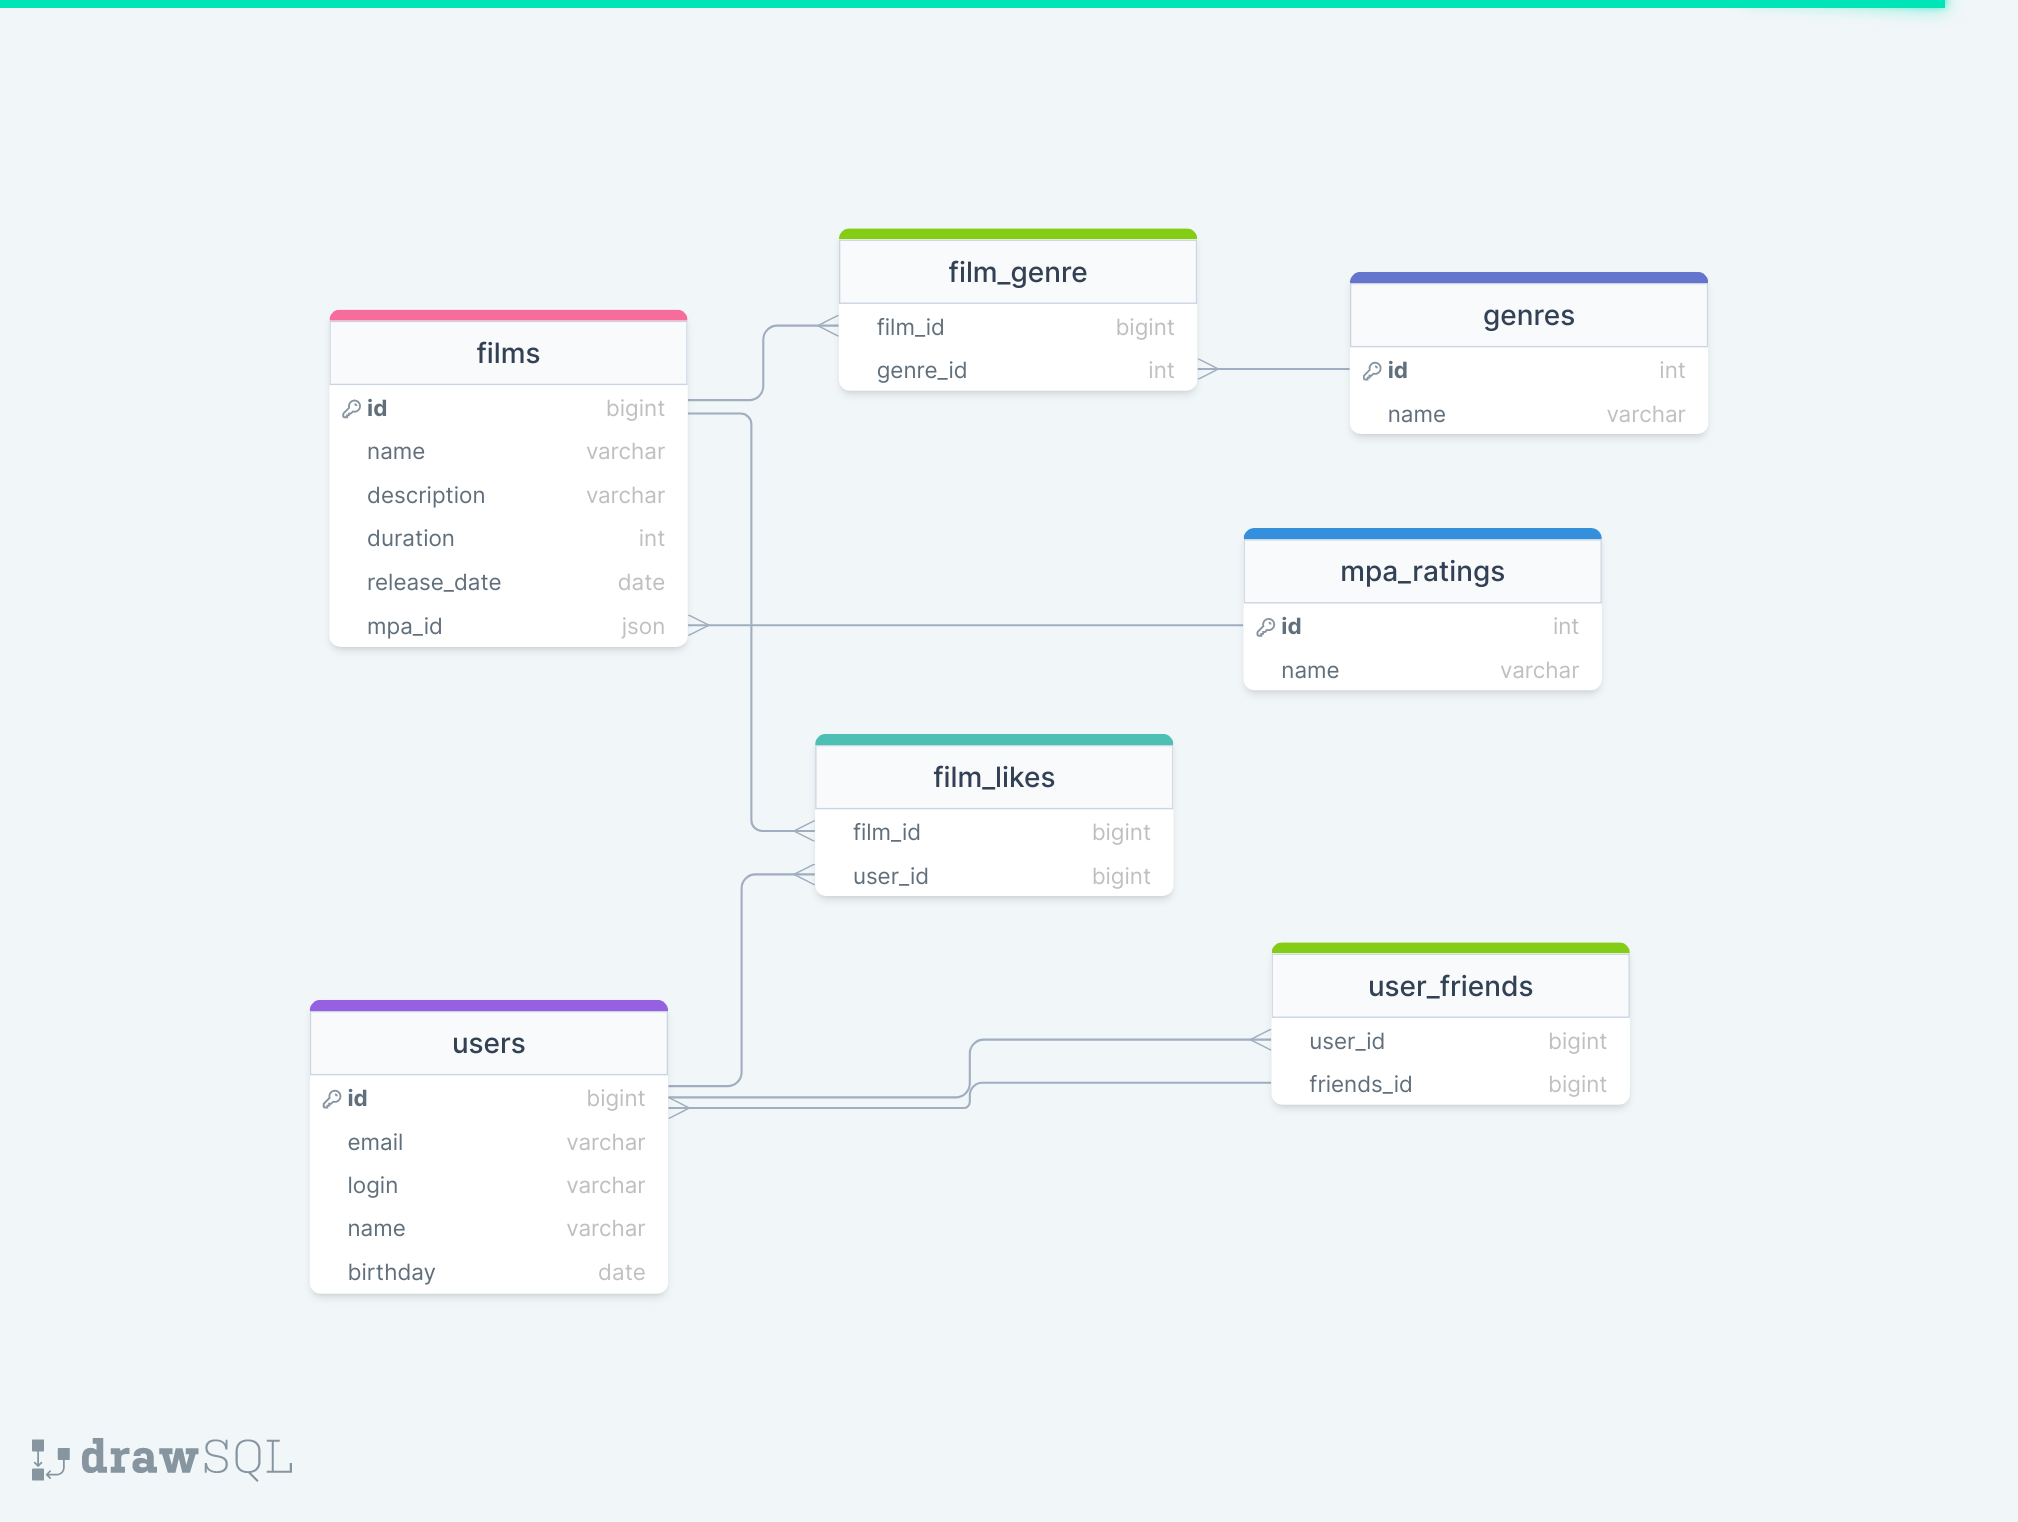 film_genre
film_id bigint
genre_id int
genres
id int
name varchar
films
id bigint
name varchar
description varchar
duration int
release_date date
mpa_id json
mpa_ratings
id int
name varchar
film_likes
film_id bigint
user_id bigint
user_friends
user_id bigint
friends_id bigint
users
id bigint
email varchar
login varchar
name varchar
birthday date
drawSQL